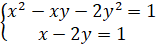 x² − xy − 2y² = 1
x − 2y = 1